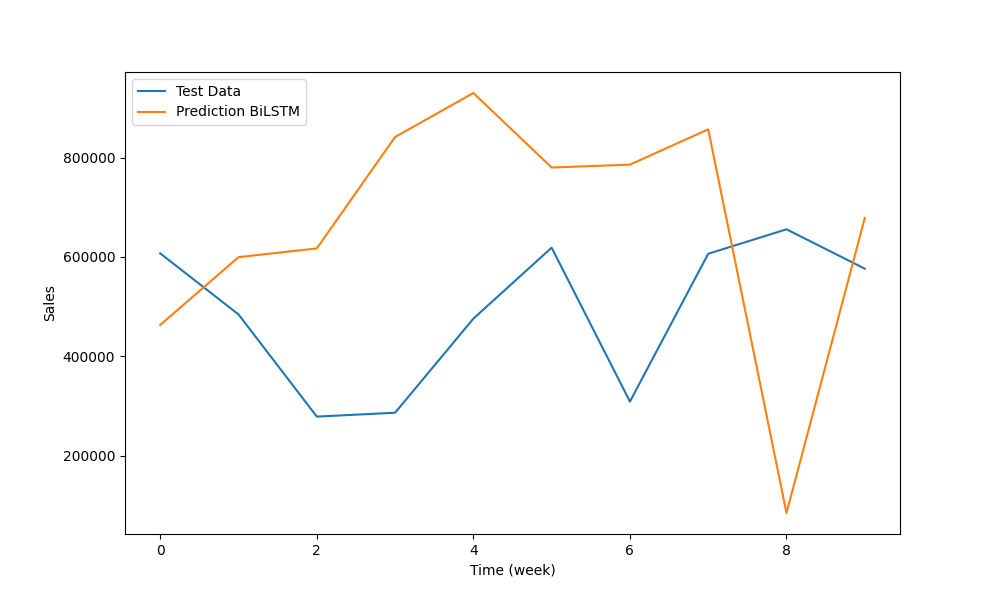 Test Data
Prediction BiLSTM
800000
600000
400000
200000
Sales
0 2 4 6 8
Time (week)